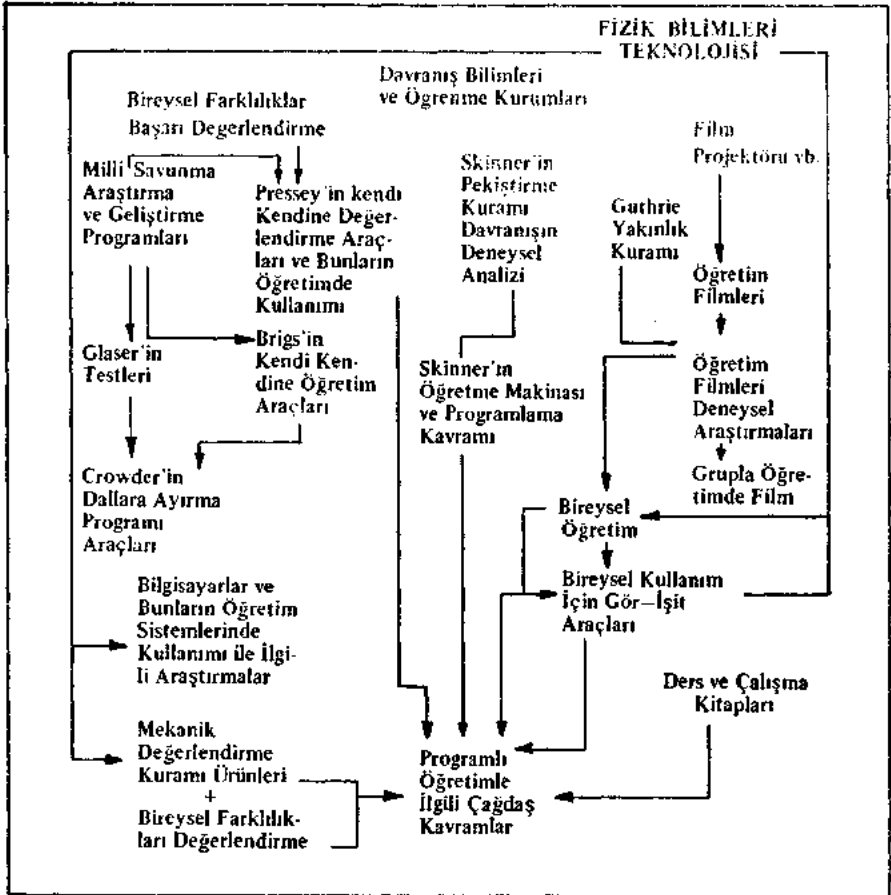 FİZİK BİLİMLERİ
TEKNOLOJİSİ
Davranış Bilimleri
ve Öğrenme Kurumları
Bireysel Farklılıklar
Başarı Değerlendirme
Film
Projektörü vb.
Milli Savunma
Araştırma
ve Geliştirme
Programları
Pressey'in kendi
Kendine Değer-
lendirme Araç-
ları ve Bunların
Öğretimde
Kullanımı
Skinner'in
Pekiştirme
Kuramı
Davranışın
Deneysel
Analizi
Guthrie
Yakınlık
Kuramı
Öğretim
Filmleri
Glaser'in
Testleri
Brigs'in
Kendi Ken-
dine Öğretim
Araçları
Skinner'ın
Öğretme Makinası
ve Programlama
Kavramı
Öğretim
Filmleri
Deneysel
Araştırmaları
Grupla Öğre-
timde Film
Crowder'in
Dallara Ayırma
Programı
Araçları
Bireysel
Öğretim
Bireysel Kullanım
İçin Gör-İşit
Araçları
Bilgisayarlar ve
Bunların Öğretim
Sistemlerinde
Kullanımı ile İlgi-
li Araştırmalar
Ders ve Çalışma
Kitapları
Mekanik
Değerlendirme
Kuramı Ürünleri
+
Bireysel Farklılık-
ları Değerlendirme
Programlı
Öğretimle
İlgili Çağdaş
Kavramlar